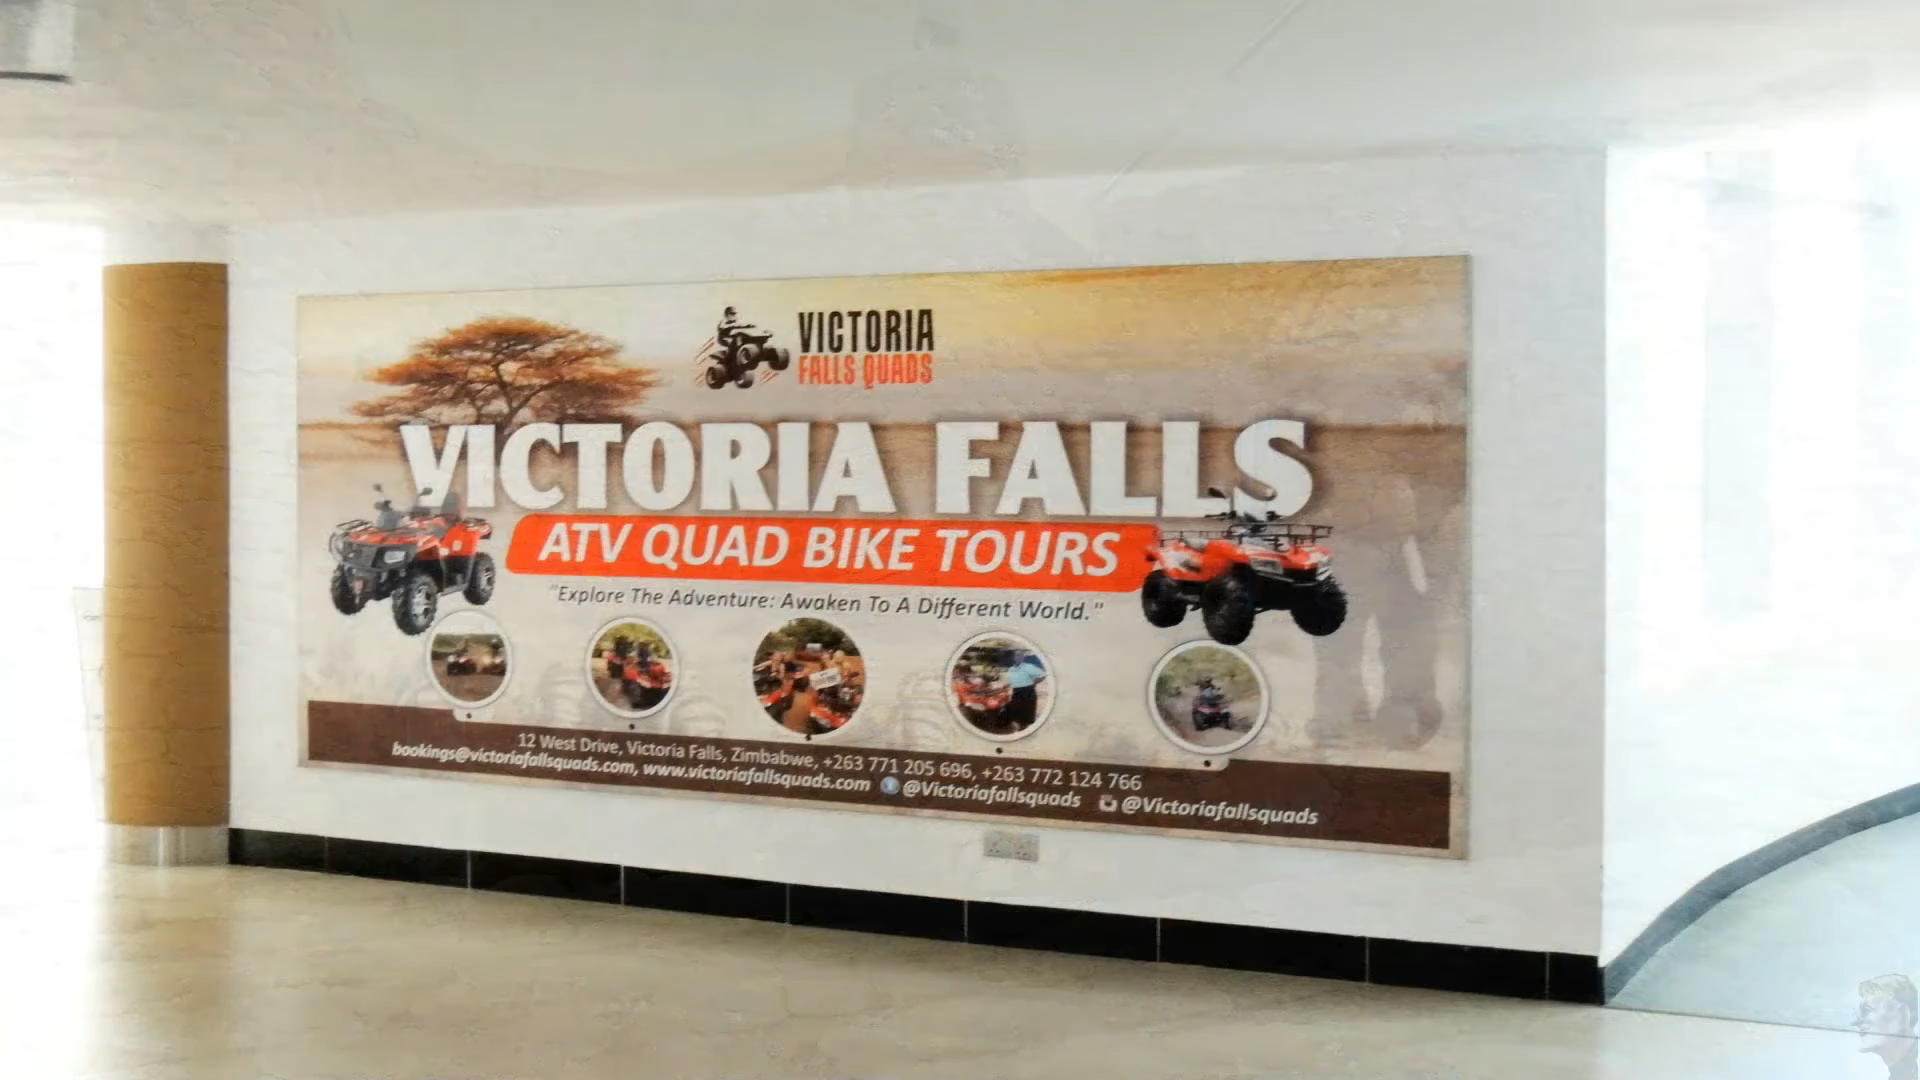 VICTORIA
FALLS QUADS
VICTORIA FALLS
ATV QUAD BIKE TOURS
"Explore The Adventure: Awaken To A Different World."
12 West Drive, Victoria Falls, Zimbabwe, +263 771 205 696, +263 772 124 766
bookings@victoriafallsquads.com, www.victoriafallsquads.com @Victoriafallsquads @Victoriafallsquads